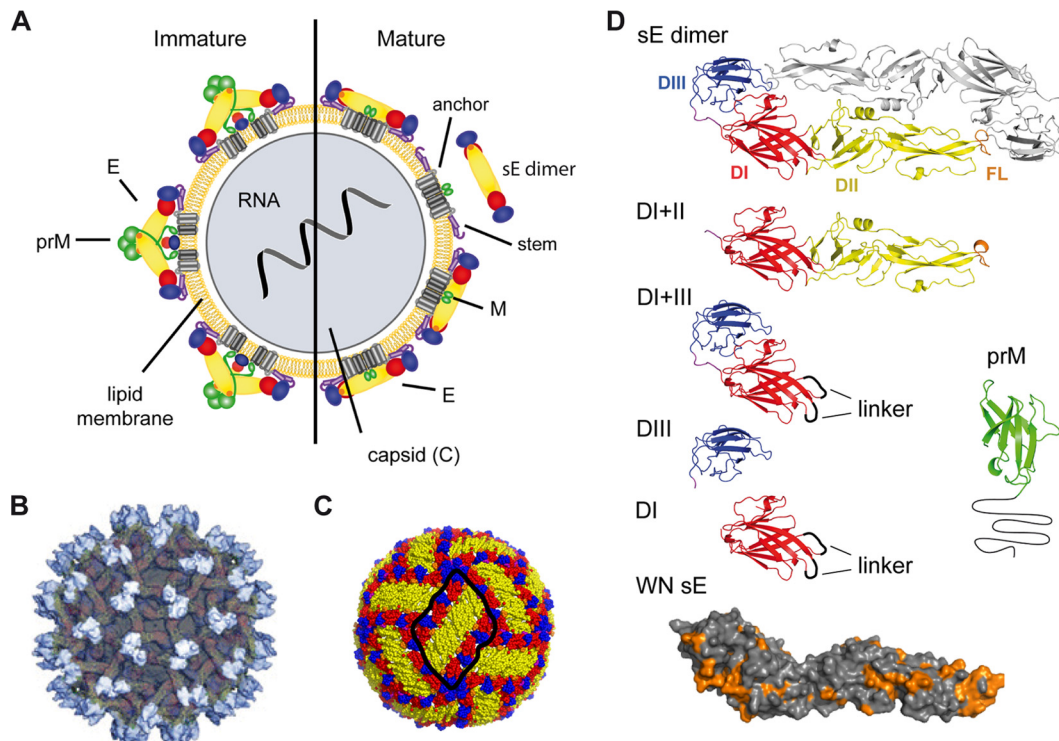 A
Immature
Mature
anchor
sE dimer
E
RNA
prM
stem
M
lipid
membrane
E
capsid (C)
B
C
D
sE dimer
DIII
DI
DII
FL
DI+II
DI+III
linker
prM
DIII
DI
linker
WN sE